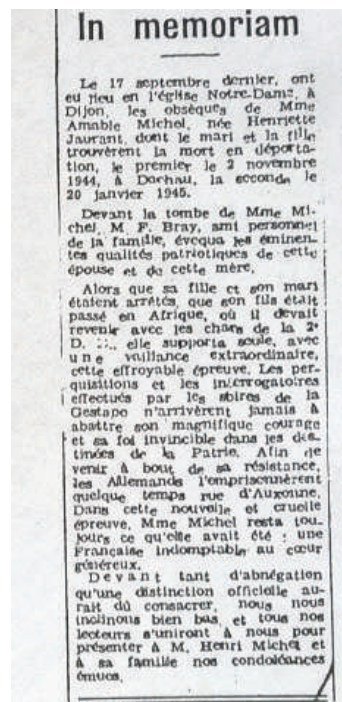 In memoriam
Le 17 septembre dernier, ont
eu lieu en l'église Notre-Dame, à
Dijon, les obsèques de Mme
Amable Michel, née Henriette
Jaurant, dont le mari et la fille
trouvèrent la mort en déporta-
tion, le premier le 2 novembre
1944, à Dachau, la seconde le
20 janvier 1945.
Devant la tombe de Mme Mi-
chel, M. F. Bray, ami personnel
de la famille, évoqua les éminen-
tes qualités patriotiques de cette
épouse et de cette mère.
Alors que sa fille et son mari
étaient arrêtés, que son fils était
passé en Afrique, où il devait
revenir avec les chars de la 2e
D. elle supporta seule, avec
une vaillance extraordinaire,
cette effroyable épreuve. Les per-
quisitions et les interrogatoires
effectués par les sbires de la
Gestapo n'arrivèrent jamais à
abattre son magnifique courage
et sa foi invincible dans les des-
tinées de la Patrie. Afin de
venir à bout de sa résistance,
les Allemands l'emprisonnèrent
quelque temps rue d'Auxonne.
Dans cette nouvelle et cruelle
épreuve, Mme Michel resta tou-
jours ce qu'elle avait été : une
Française indomptable au cœur
généreux.
Devant tant d'abnégation
qu'une distinction officielle au-
rait dû consacrer, nous nous
inclinons bien bas, et tous nos
lecteurs s'uniront à nous pour
présenter à M. Henri Michel et
à sa famille nos condoléances
émues.